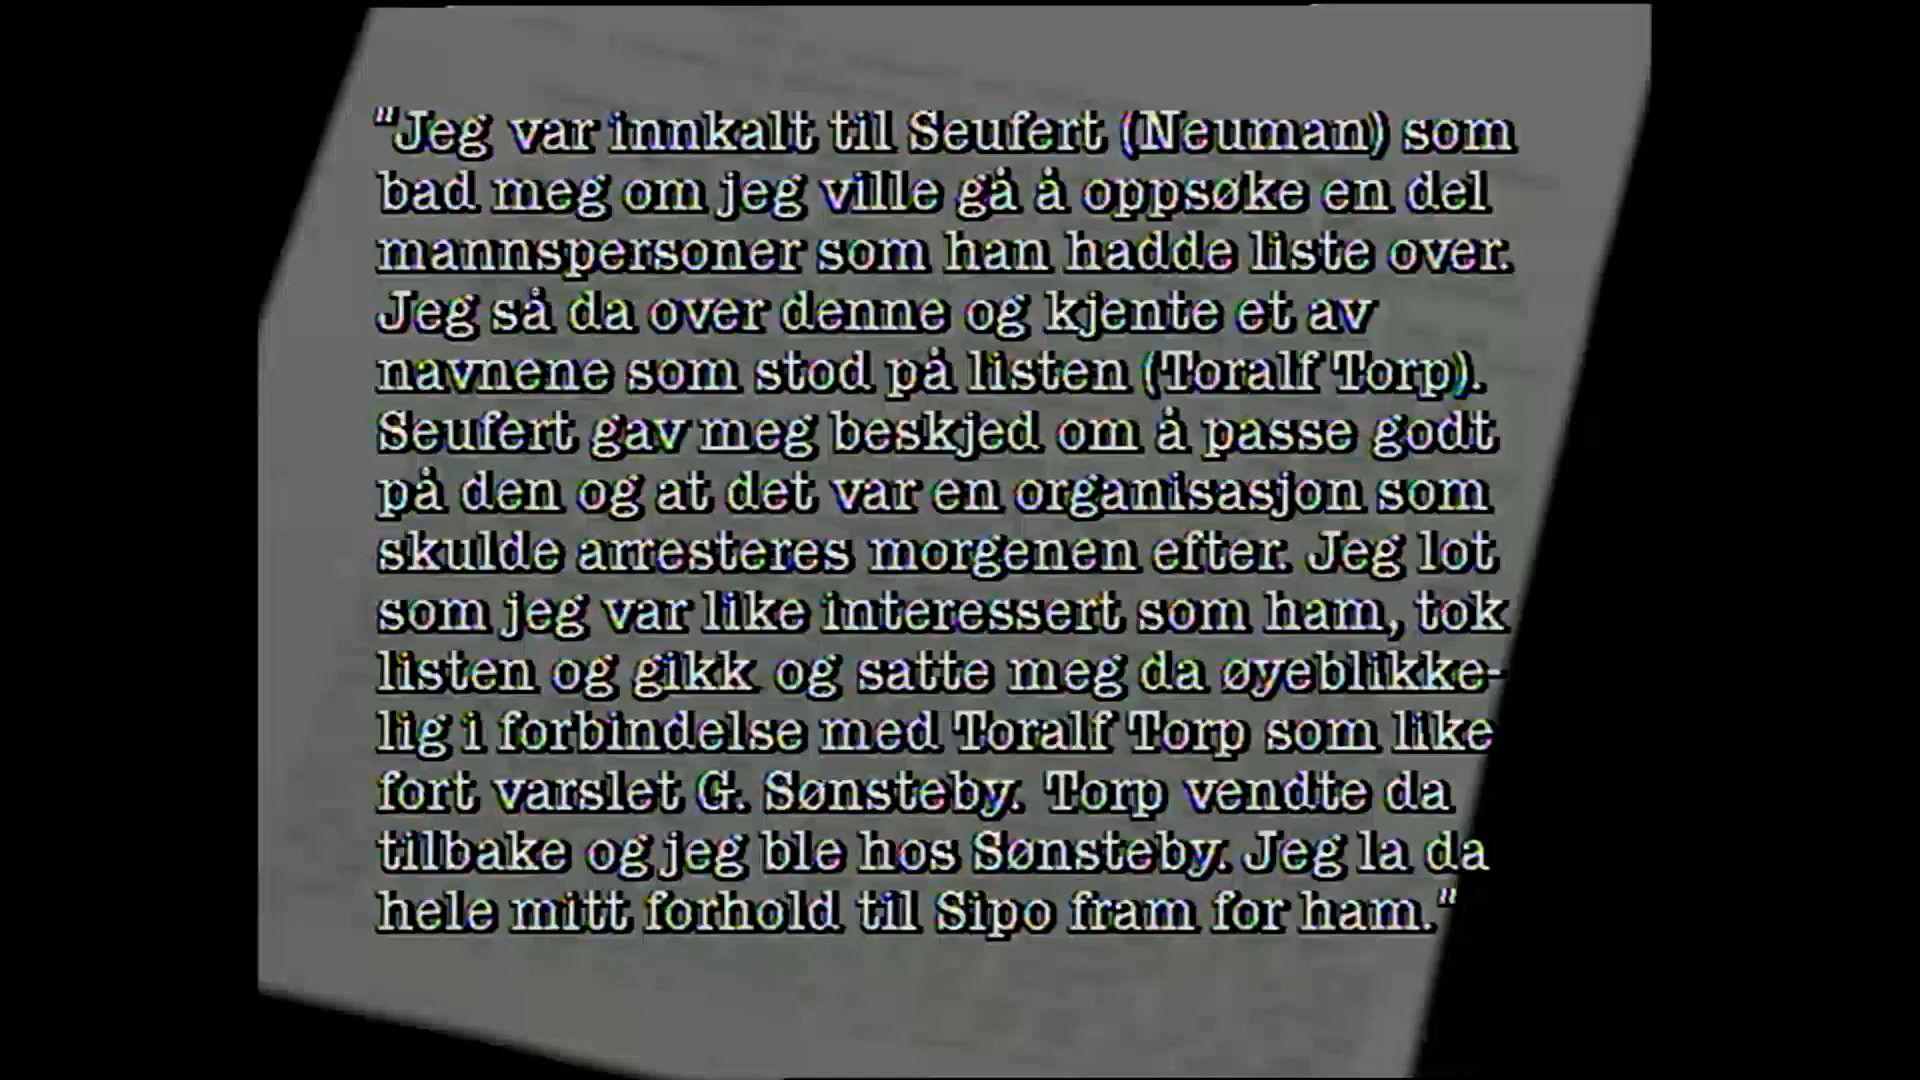 "Jeg var innkalt til Seufert (Neuman) som
bad meg om jeg ville gå å oppsøke en del
mannspersoner som han hadde liste over.
Jeg så da over denne og kjente et av
navnene som stod på listen (Toralf Torp).
Seufert gav meg beskjed om å passe godt
på den og at det var en organisasjon som
skulde arresteres morgenen efter. Jeg lot
som jeg var like interessert som ham, tok
listen og gikk og satte meg da øyeblikke-
lig i forbindelse med Toralf Torp som like
fort varslet G. Sønsteby. Torp vendte da
tilbake og jeg ble hos Sønsteby. Jeg la da
hele mitt forhold til Sipo fram for ham."